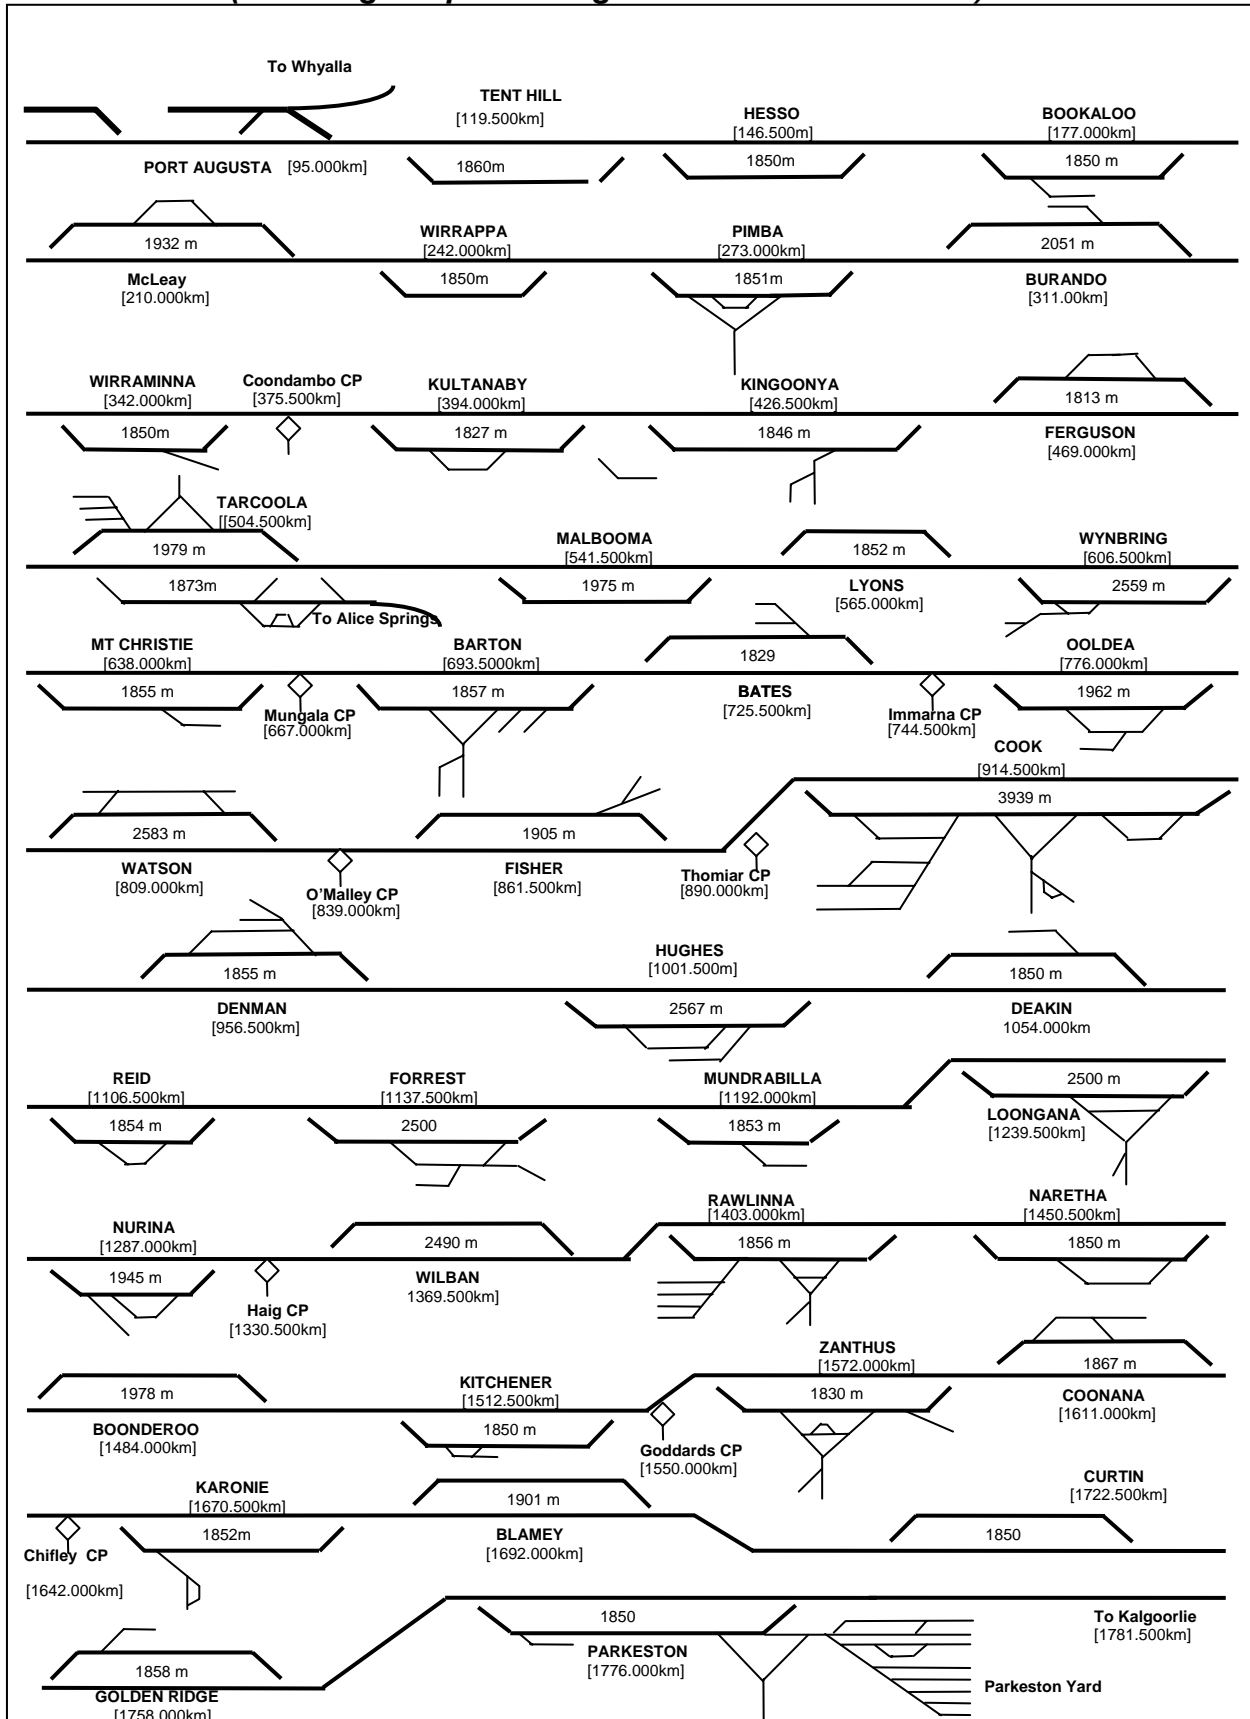 To Whyalla
TENT HILL
[119.500km]
HESSO
[146.500m]
BOOKALOO
[177.000km]
PORT AUGUSTA [95.000km]
1860m
1850m
1850 m
1932 m
WIRRAPPA
[242.000km]
PIMBA
[273.000km]
2051 m
McLeay
[210.000km]
1850m
1851m
BURANDO
[311.00km]
WIRRAMINNA
[342.000km]
Coondambo CP
[375.500km]
KULTANABY
[394.000km]
KINGOONYA
[426.500km]
1813 m
1850m
1827 m
1846 m
FERGUSON
[469.000km]
TARCOOLA
[[504.500km]
1979 m
MALBOOMA
[541.500km]
1852 m
WYNBRING
[606.500km]
1873m
1975 m
LYONS
[565.000km]
2559 m
To Alice Springs
MT CHRISTIE
[638.000km]
BARTON
[693.5000km]
1829
OOLDEA
[776.000km]
1855 m
Mungala CP
[667.000km]
1857 m
BATES
[725.500km]
Immarna CP
[744.500km]
1962 m
COOK
[914.500km]
3939 m
2583 m
1905 m
WATSON
[809.000km]
O'Malley CP
[839.000km]
FISHER
[861.500km]
Thomiar CP
[890.000km]
1855 m
HUGHES
[1001.500m]
1850 m
DENMAN
[956.500km]
2567 m
DEAKIN
1054.000km
REID
[1106.500km]
FORREST
[1137.500km]
MUNDRABILLA
[1192.000km]
2500 m
LOONGANA
[1239.500km]
1854 m
2500
1853 m
NURINA
[1287.000km]
2490 m
RAWLINNA
[1403.000km]
NARETHA
[1450.500km]
1945 m
Haig CP
[1330.500km]
WILBAN
1369.500km]
1856 m
1850 m
ZANTHUS
[1572.000km]
1867 m
1978 m
KITCHENER
[1512.500km]
1830 m
COONANA
[1611.000km]
BOONDEROO
[1484.000km]
1850 m
Goddards CP
[1550.000km]
KARONIE
[1670.500km]
1901 m
CURTIN
[1722.500km]
Chifley CP
[1642.000km]
1852m
BLAMEY
[1692.000km]
1850
1850
To Kalgoorlie
[1781.500km]
1858 m
PARKESTON
[1776.000km]
Parkeston Yard
GOLDEN RIDGE
[1758.000km]